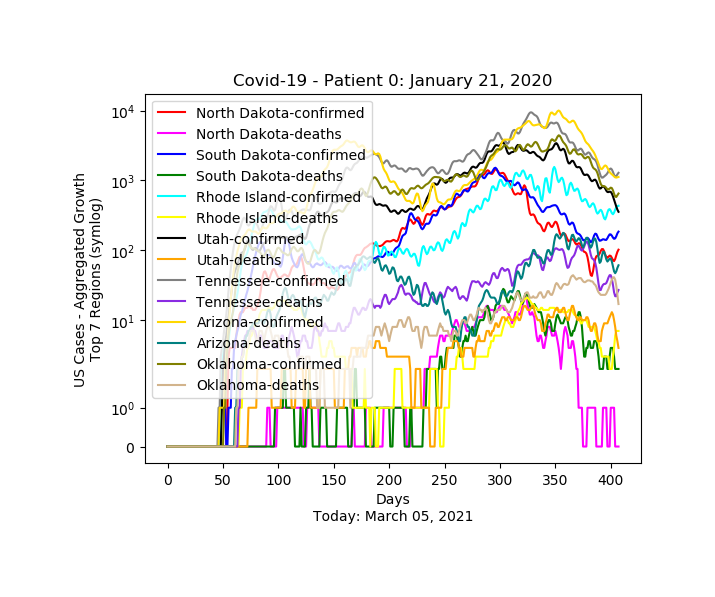 Covid-19 - Patient 0: January 21, 2020
US Cases - Aggregated Growth
Top 7 Regions (symlog)
10^4
10^3
10^2
10^1
10^0
0
North Dakota-confirmed
North Dakota-deaths
South Dakota-confirmed
South Dakota-deaths
Rhode Island-confirmed
Rhode Island-deaths
Utah-confirmed
Utah-deaths
Tennessee-confirmed
Tennessee-deaths
Arizona-confirmed
Arizona-deaths
Oklahoma-confirmed
Oklahoma-deaths
0 50 100 150 200 250 300 350 400
Days
Today: March 05, 2021